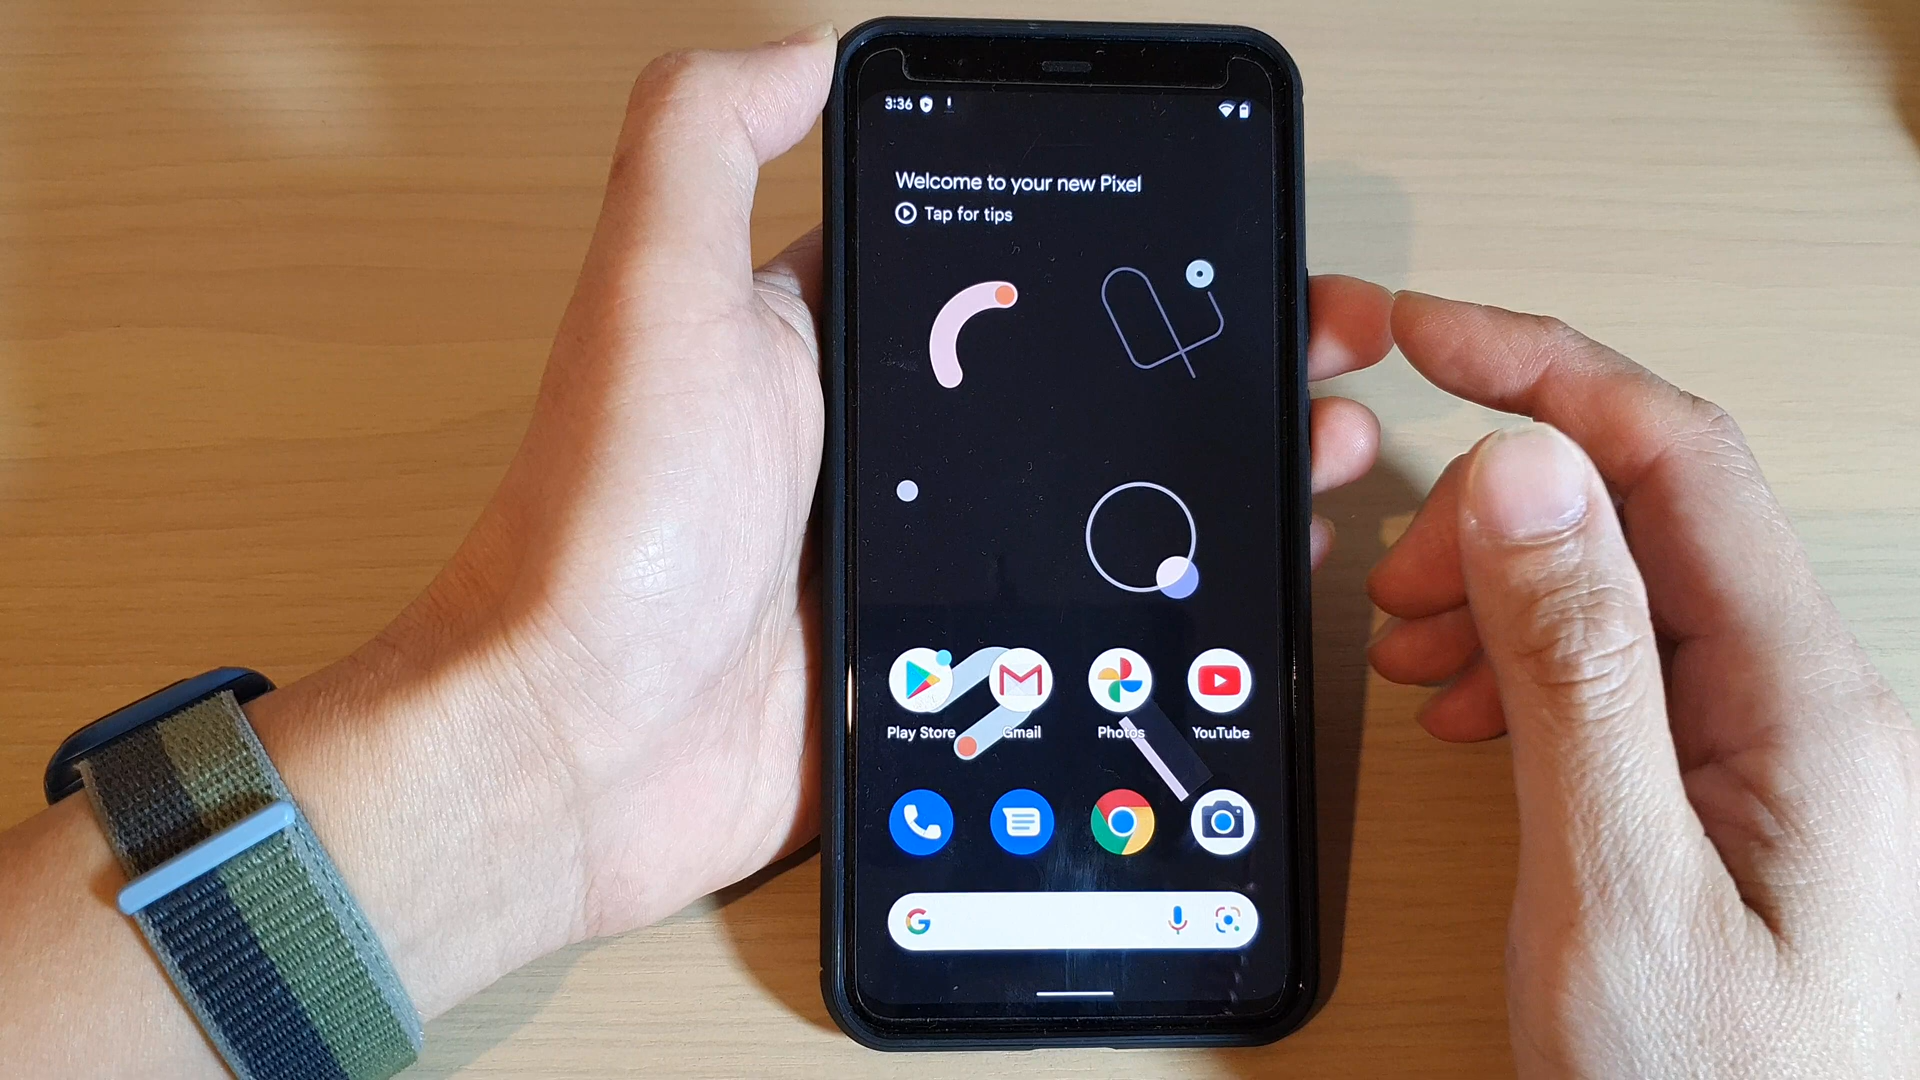 3:36
Welcome to your new Pixel
Tap for tips
Play Store
Gmail
Photos
YouTube